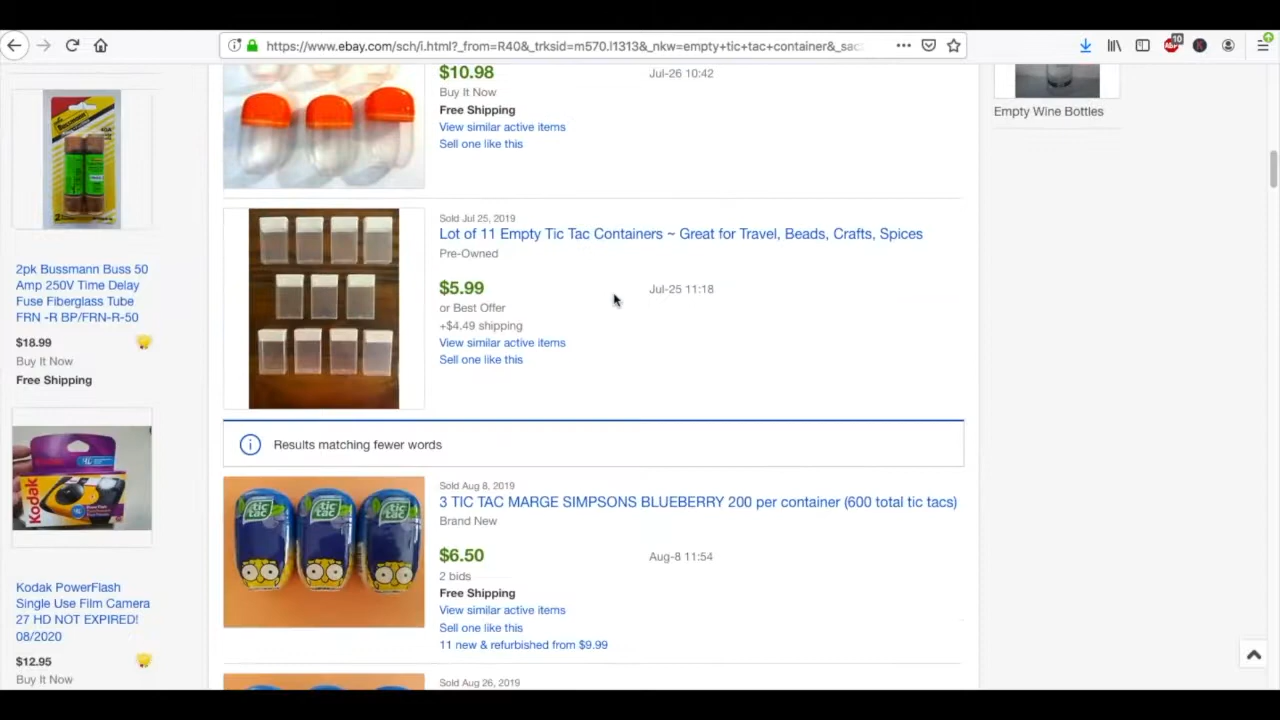 https://www.ebay.com/sch/i.html?_from=R40&_trksid=m570.l1313&_nkw=empty+tic+tac+container&_sac
10
$10.98
Jul-26 10:42
Buy It Now
Free Shipping
View similar active items
Sell one like this
Empty Wine Bottles
2pk Bussmann Buss 50
Amp 250V Time Delay
Fuse Fiberglass Tube
FRN -R BP/FRN-R-50
$18.99
Buy It Now
Free Shipping
Sold Jul 25, 2019
Lot of 11 Empty Tic Tac Containers ~ Great for Travel, Beads, Crafts, Spices
Pre-Owned
$5.99
Jul-25 11:18
or Best Offer
+$4.49 shipping
View similar active items
Sell one like this
Results matching fewer words
Kodak
Kodak PowerFlash
Single Use Film Camera
27 HD NOT EXPIRED!
08/2020
$12.95
Buy It Now
tic tac
tic tac
tic tac
Sold Aug 8, 2019
3 TIC TAC MARGE SIMPSONS BLUEBERRY 200 per container (600 total tic tacs)
Brand New
$6.50
Aug-8 11:54
2 bids
Free Shipping
View similar active items
Sell one like this
11 new & refurbished from $9.99
Sold Aug 26, 2019